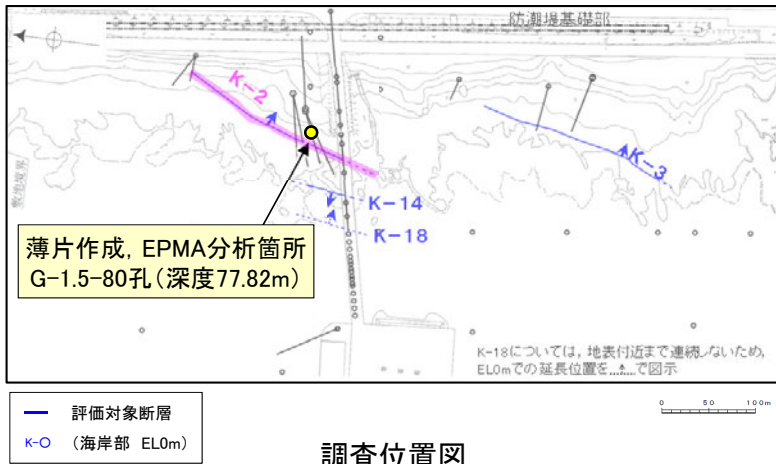 防潮堤基礎部
K-2
K-3
敷地境界
K-14
K-18
薄片作成, EPMA分析箇所
G-1.5-80孔(深度77.82m)
K-18については, 地表付近まで連続しないため,
EL0mでの延長位置を…▲…で図示
評価対象断層
K-○ (海岸部 EL0m)
0 50 100m
調査位置図